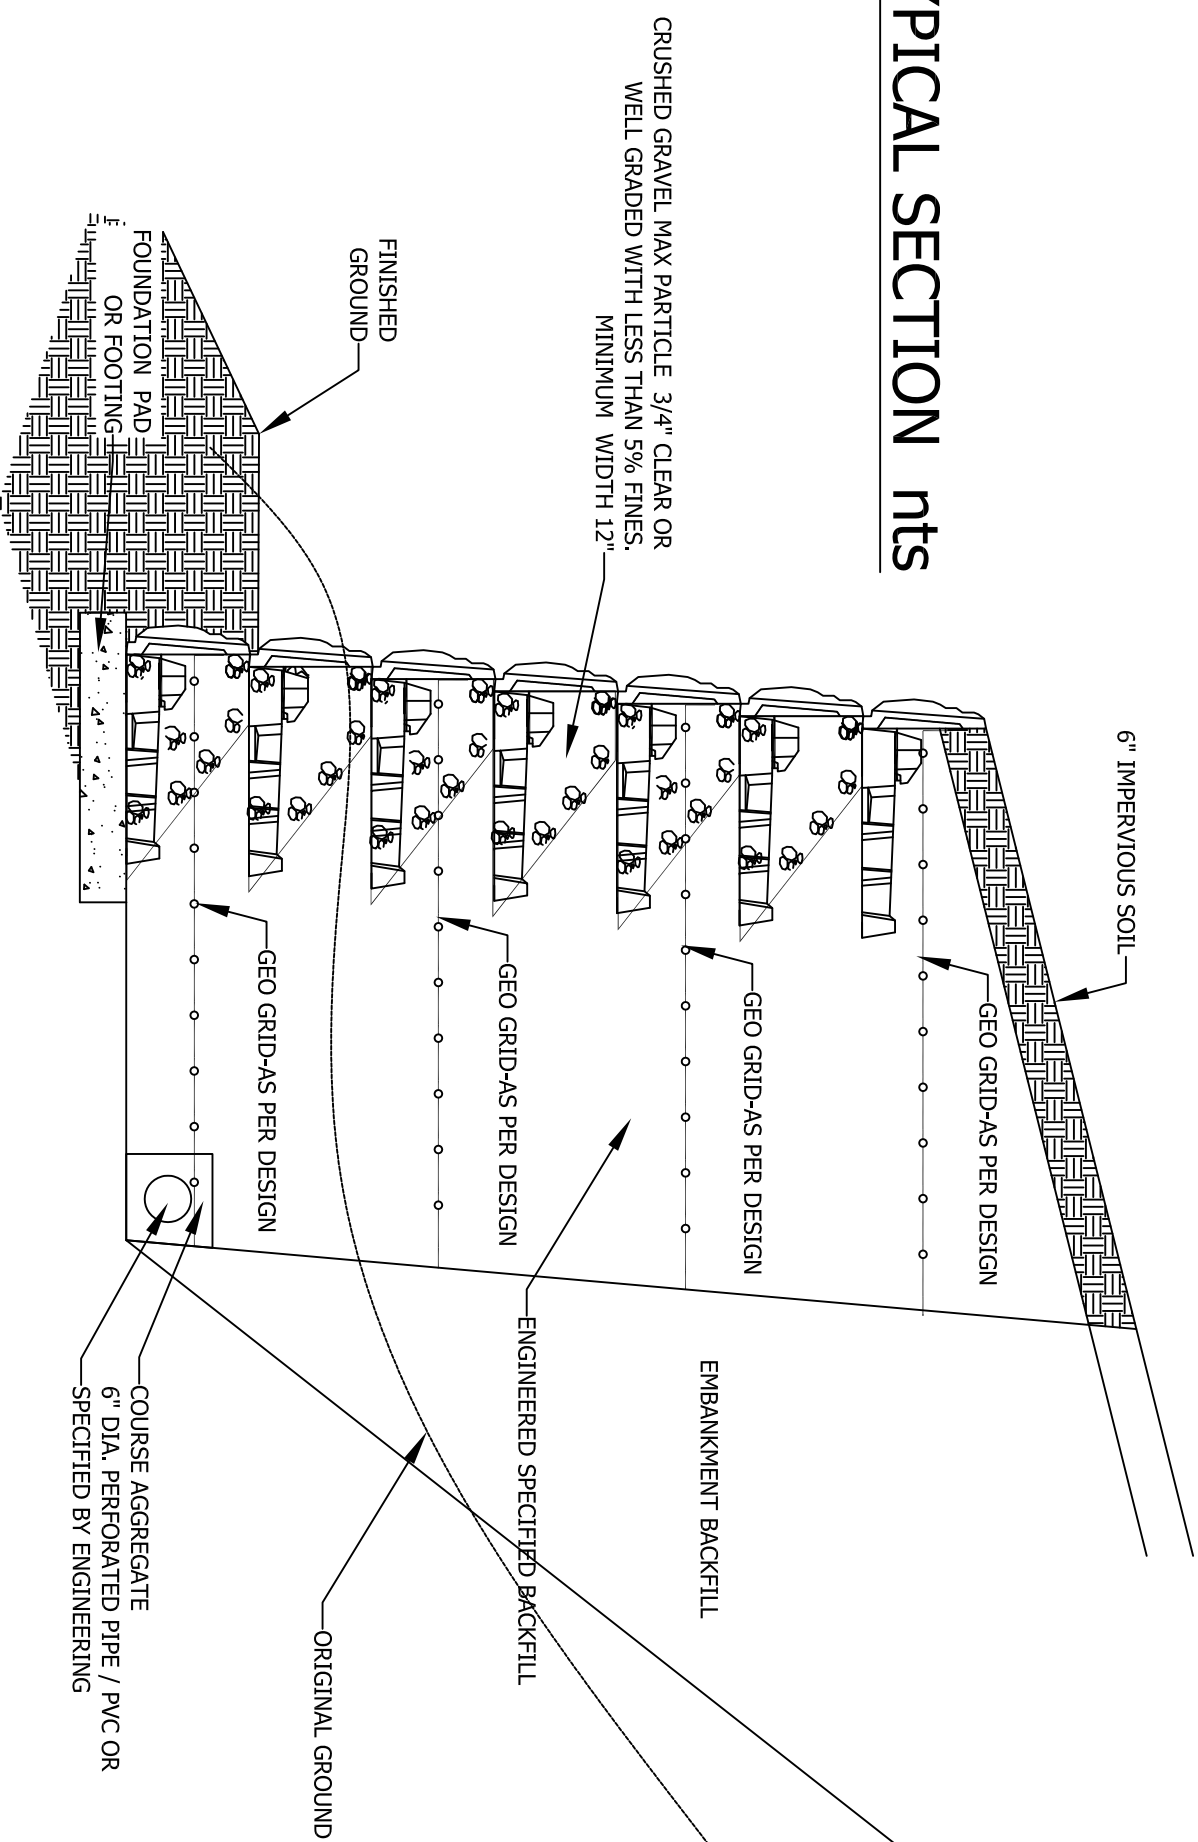 6" IMPERVIOUS SOIL
GEO GRID-AS PER DESIGN
YPICAL SECTION nts
GEO GRID-AS PER DESIGN
EMBANKMENT BACKFILL
CRUSHED GRAVEL MAX PARTICLE 3/4" CLEAR OR
WELL GRADED WITH LESS THAN 5% FINES.
MINIMUM WIDTH 12"
ENGINEERED SPECIFIED BACKFILL
GEO GRID-AS PER DESIGN
FINISHED
GROUND
ORIGINAL GROUND
GEO GRID-AS PER DESIGN
FOUNDATION PAD
OR FOOTING
COURSE AGGREGATE
6" DIA. PERFORATED PIPE / PVC OR
SPECIFIED BY ENGINEERING